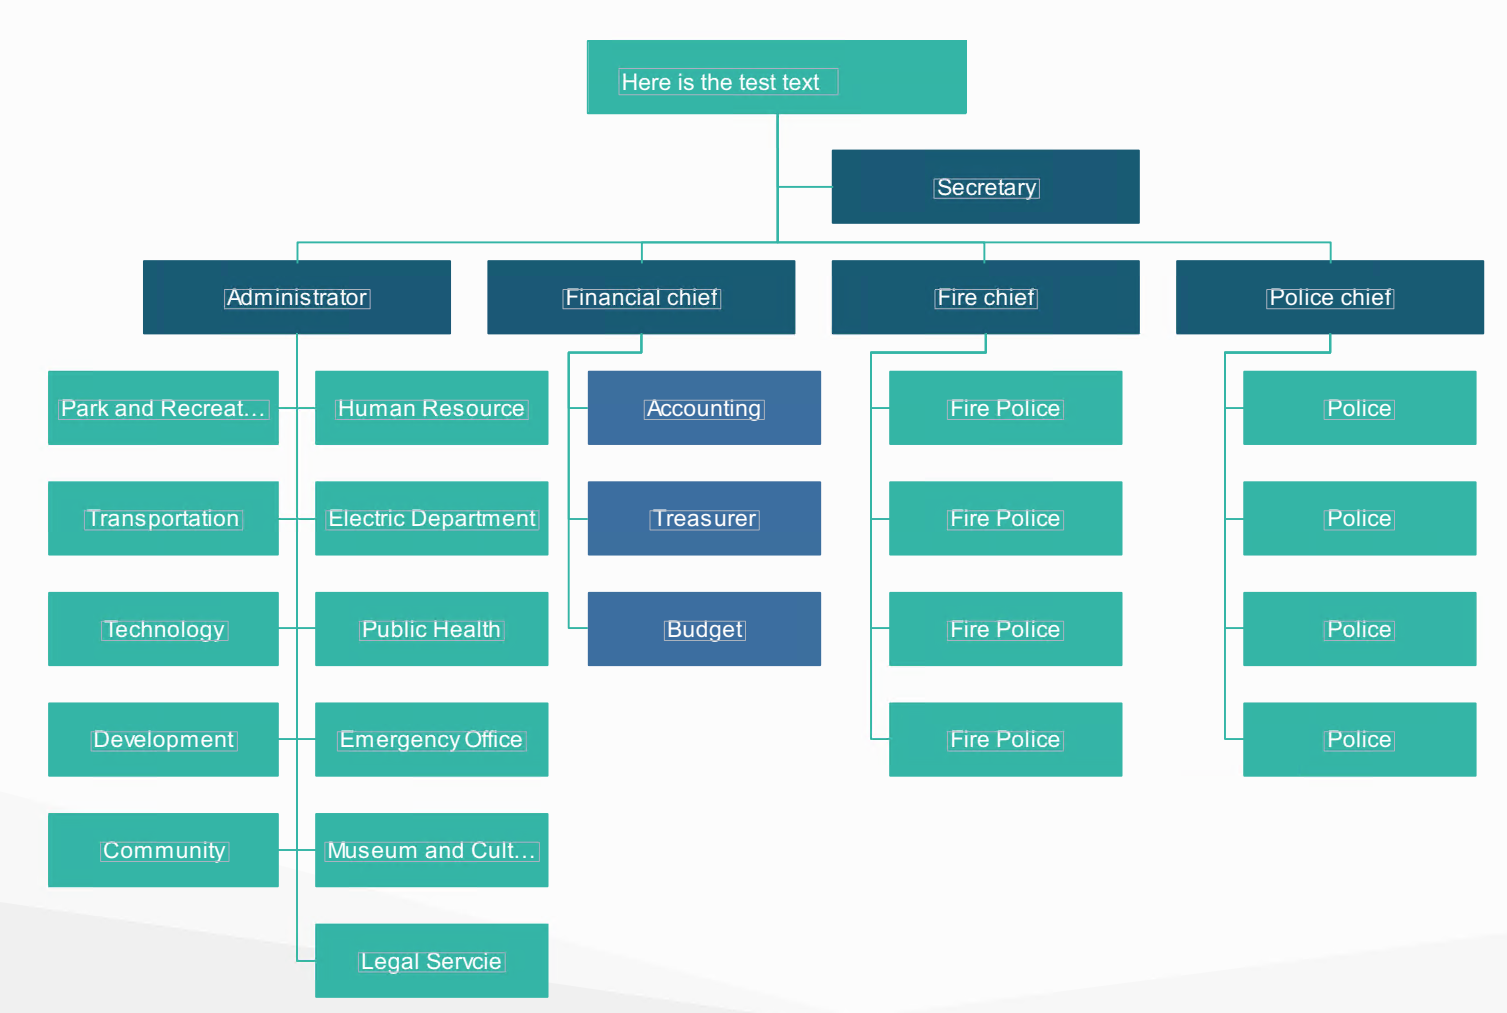 Here is the test text
Secretary
Administrator
Financial chief
Fire chief
Police chief
Park and Recreat...
Human Resource
Accounting
Fire Police
Police
Transportation
Electric Department
Treasurer
Fire Police
Police
Technology
Public Health
Budget
Fire Police
Police
Development
Emergency Office
Fire Police
Police
Community
Museum and Cult...
Legal Servcie